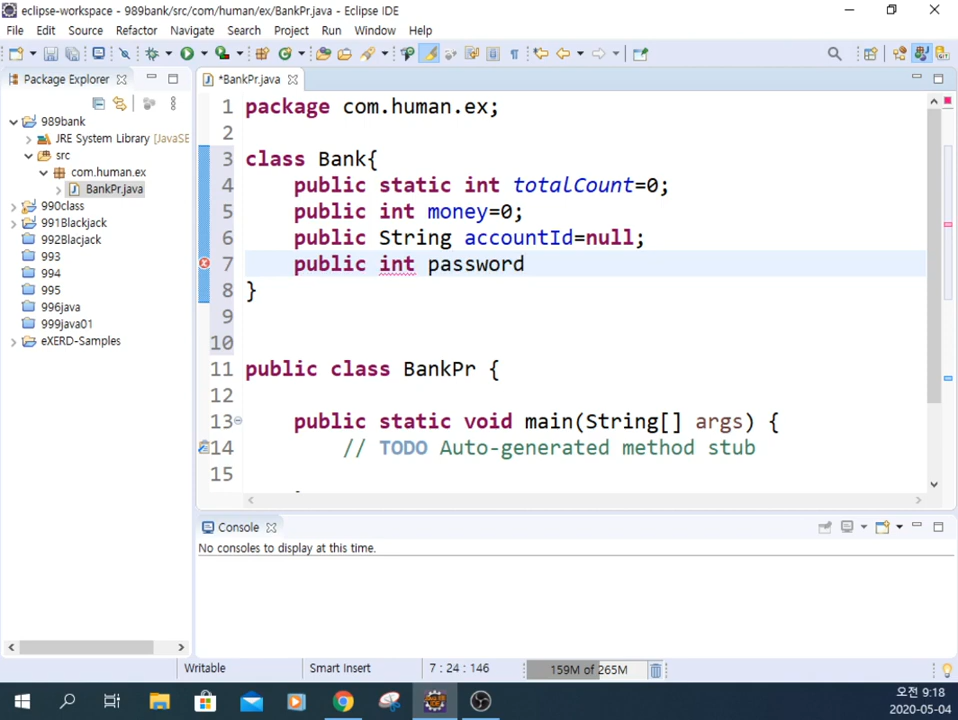 eclipse-workspace - 989bank/src/com/human/ex/BankPr.java - Eclipse IDE
File Edit Source Refactor Navigate Search Project Run Window Help
Package Explorer
*BankPr.java
989bank
JRE System Library [JavaSE
src
com.human.ex
BankPr.java
990class
991Blackjack
992Blacjack
993
994
995
996java
999java01
eXERD-Samples
1 package com.human.ex;
2
3 class Bank{
4 public static int totalCount=0;
5 public int money=0;
6 public String accountId=null;
7 public int password
8 }
9
10
11 public class BankPr {
12
13 public static void main(String[] args) {
14 // TODO Auto-generated method stub
15
Console
No consoles to display at this time.
Writable Smart Insert 7 : 24 : 146 159M of 265M
오전 9:18
2020-05-04